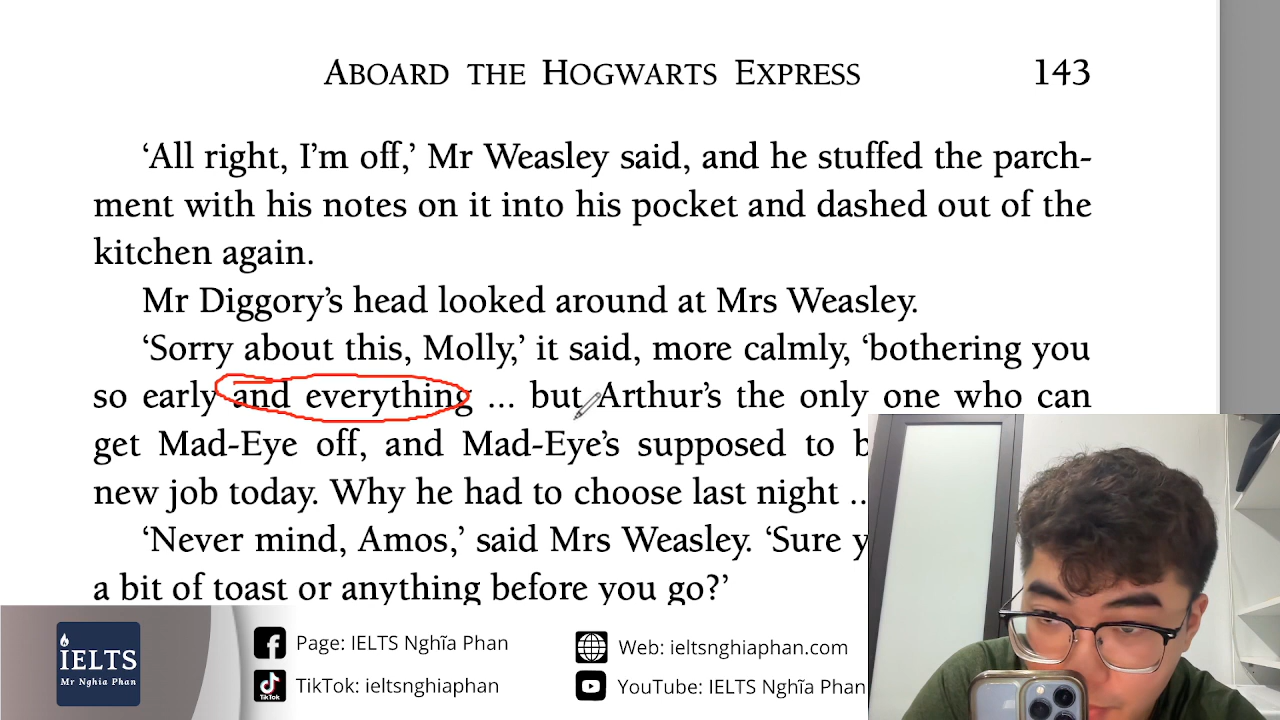 ABOARD THE HOGWARTS EXPRESS 143
‘All right, I’m off,’ Mr Weasley said, and he stuffed the parch-
ment with his notes on it into his pocket and dashed out of the
kitchen again.
Mr Diggory’s head looked around at Mrs Weasley.
‘Sorry about this, Molly,’ it said, more calmly, ‘bothering you
so early and everything ... but Arthur’s the only one who can
get Mad-Eye off, and Mad-Eye’s supposed to
new job today. Why he had to choose last night ..
‘Never mind, Amos,’ said Mrs Weasley. ‘Sure
a bit of toast or anything before you go?’
IELTS
Mr Nghia Phan
Page: IELTS Nghĩa Phan
TikTok
TikTok: ieltsnghiaphan
Web: ieltsnghiaphan.com
YouTube: IELTS Nghĩa Phan